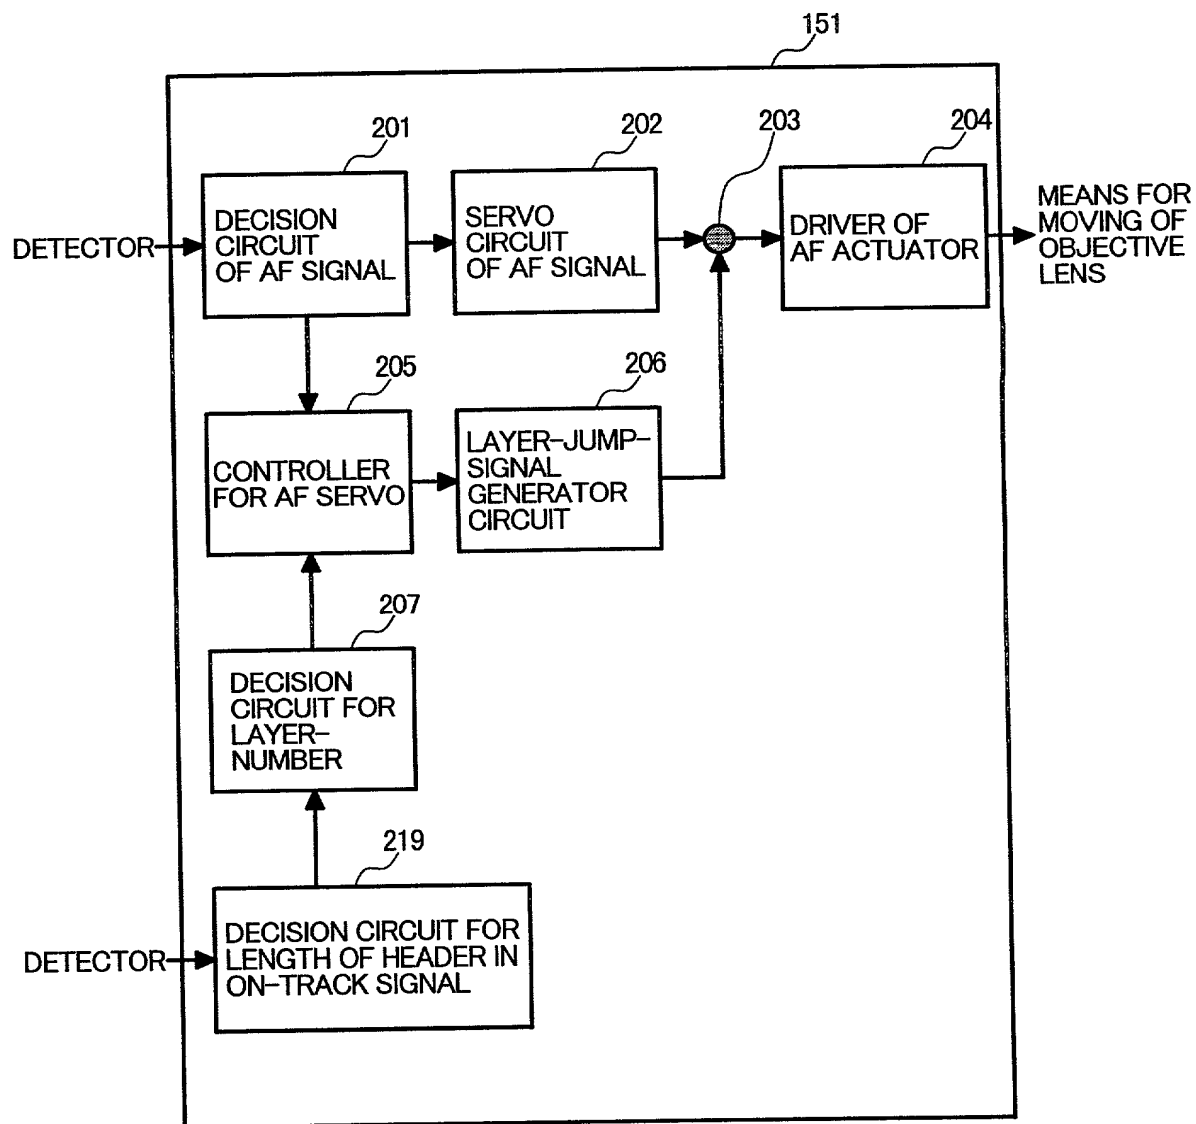 151
201
202
203
204
DETECTOR
DECISION
CIRCUIT
OF AF SIGNAL
SERVO
CIRCUIT
OF AF SIGNAL
DRIVER OF
AF ACTUATOR
MEANS FOR
MOVING OF
OBJECTIVE
LENS
205
206
CONTROLLER
FOR AF SERVO
LAYER-JUMP-
SIGNAL
GENERATOR
CIRCUIT
207
DECISION
CIRCUIT FOR
LAYER-
NUMBER
219
DETECTOR
DECISION CIRCUIT FOR
LENGTH OF HEADER IN
ON-TRACK SIGNAL